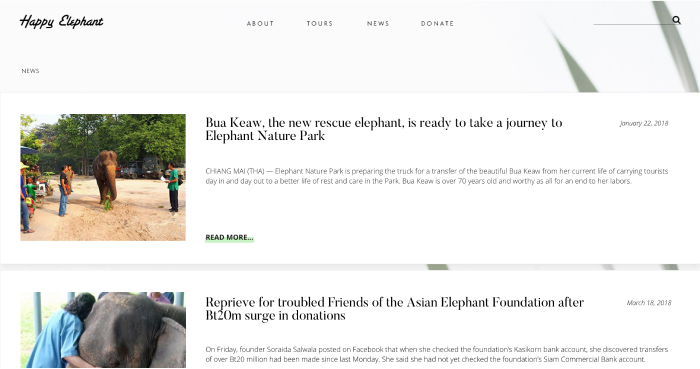 Happy Elephant
ABOUT TOURS NEWS DONATE
NEWS
Bua Keaw, the new rescue elephant, is ready to take a journey to
Elephant Nature Park
January 22, 2018
CHIANG MAI (THA) — Elephant Nature Park is preparing the truck for a transfer of the beautiful Bua Keaw from her current life of carrying tourists
day in and day out to a better life of rest and care in the Park. Bua Keaw is over 70 years old and worthy as all for an end to her labors.
READ MORE...
Reprieve for troubled Friends of the Asian Elephant Foundation after
Bt20m surge in donations
March 18, 2018
On Friday, founder Soraida Salwala posted on Facebook that when she checked the foundation's Kasikorn bank account, she discovered transfers
of over Bt20 million had been made since last Monday. She said she had not yet checked the foundation's Siam Commercial Bank account.